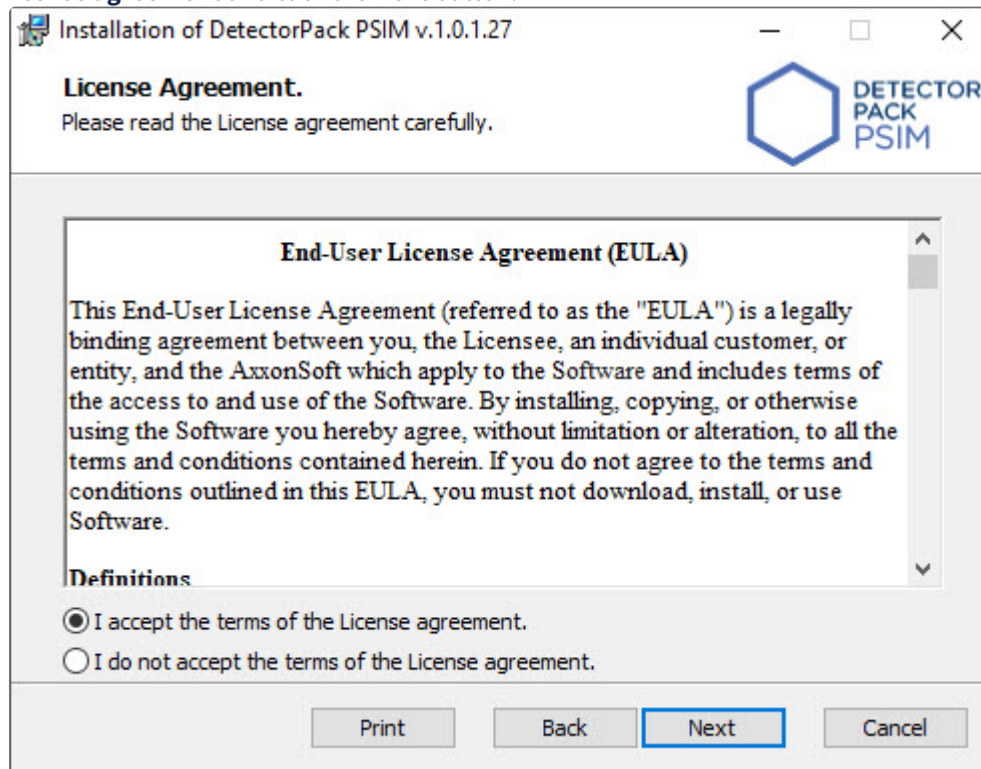 Installation of DetectorPack PSIM v.1.0.1.27
License Agreement.
Please read the License agreement carefully.
DETECTOR
PACK
PSIM
End-User License Agreement (EULA)
This End-User License Agreement (referred to as the "EULA") is a legally
binding agreement between you, the Licensee, an individual customer, or
entity, and the AxxonSoft which apply to the Software and includes terms of
the access to and use of the Software. By installing, copying, or otherwise
using the Software you hereby agree, without limitation or alteration, to all the
terms and conditions contained herein. If you do not agree to the terms and
conditions outlined in this EULA, you must not download, install, or use
Software.
Definitions
I accept the terms of the License agreement.
I do not accept the terms of the License agreement.
Print
Back
Next
Cancel